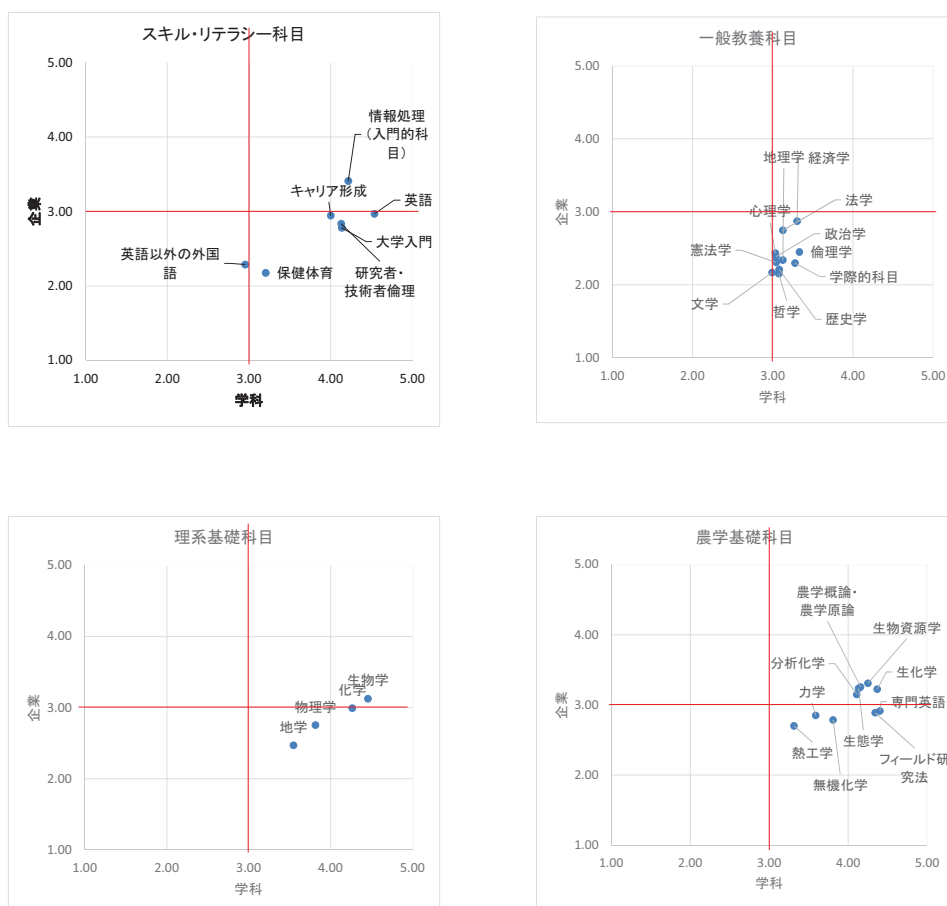 スキル・リテラシー科目
5.00
4.00
3.00
2.00
1.00
1.00
2.00
3.00
4.00
5.00
企業
学科
情報処理
（入門的科
目）
キャリア形成
英語
大学入門
英語以外の外国
語
保健体育
研究者・
技術者倫理
一般教養科目
5.00
4.00
3.00
2.00
1.00
1.00
2.00
3.00
4.00
5.00
企業
学科
地理学
経済学
心理学
法学
政治学
憲法学
倫理学
学際的科目
文学
哲学
歴史学
理系基礎科目
5.00
4.00
3.00
2.00
1.00
1.00
2.00
3.00
4.00
5.00
企業
学科
生物学
化学
物理学
地学
農学基礎科目
5.00
4.00
3.00
2.00
1.00
1.00
2.00
3.00
4.00
5.00
企業
学科
農学概論・
農学原論
生物資源学
分析化学
生化学
力学
専門英語
熱工学
生態学
フィールド研
究法
無機化学